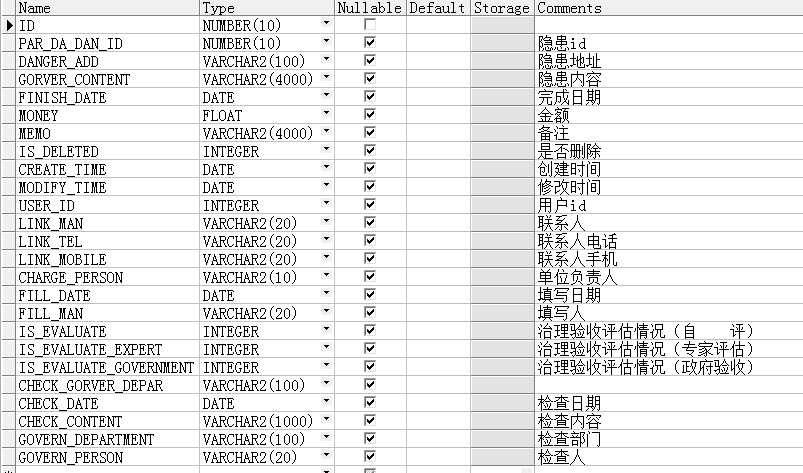 Name Type Nullable Default Storage Comments
ID NUMBER(10)
PAR_DA_DAN_ID NUMBER(10) 隐患id
DANGER_ADD VARCHAR2(100) 隐患地址
GORVER_CONTENT VARCHAR2(4000) 隐患内容
FINISH_DATE DATE 完成日期
MONEY FLOAT 金额
MEMO VARCHAR2(4000) 备注
IS_DELETED INTEGER 是否删除
CREATE_TIME DATE 创建时间
MODIFY_TIME DATE 修改时间
USER_ID INTEGER 用户id
LINK_MAN VARCHAR2(20) 联系人
LINK_TEL VARCHAR2(20) 联系人电话
LINK_MOBILE VARCHAR2(20) 联系人手机
CHARGE_PERSON VARCHAR2(10) 单位负责人
FILL_DATE DATE 填写日期
FILL_MAN VARCHAR2(20) 填写人
IS_EVALUATE INTEGER 治理验收评估情况（自　　评）
IS_EVALUATE_EXPERT INTEGER 治理验收评估情况（专家评估）
IS_EVALUATE_GOVERNMENT INTEGER 治理验收评估情况（政府验收）
CHECK_GORVER_DEPAR VARCHAR2(100)
CHECK_DATE DATE 检查日期
CHECK_CONTENT VARCHAR2(1000) 检查内容
GOVERN_DEPARTMENT VARCHAR2(100) 检查部门
GOVERN_PERSON VARCHAR2(20) 检查人